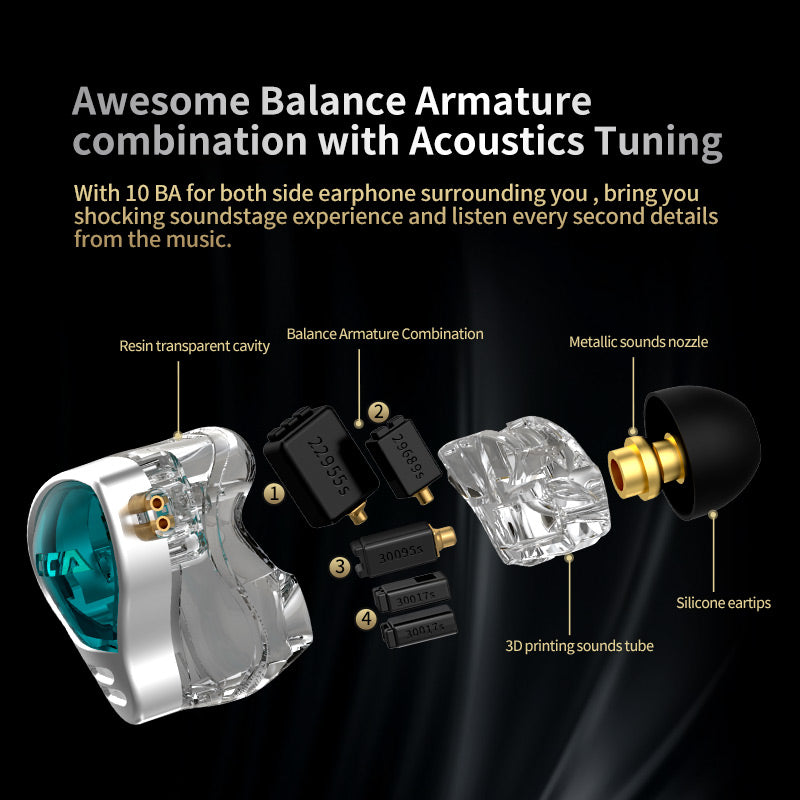 Awesome Balance Armature
combination with Acoustics Tuning
With 10 BA for both side earphone surrounding you , bring you
shocking soundstage experience and listen every second details
from the music.
Balance Armature Combination
Resin transparent cavity
Metallic sounds nozzle
2
22955s
29689s
1
30095s
3
30017s
4
30017s
Silicone eartips
3D printing sounds tube